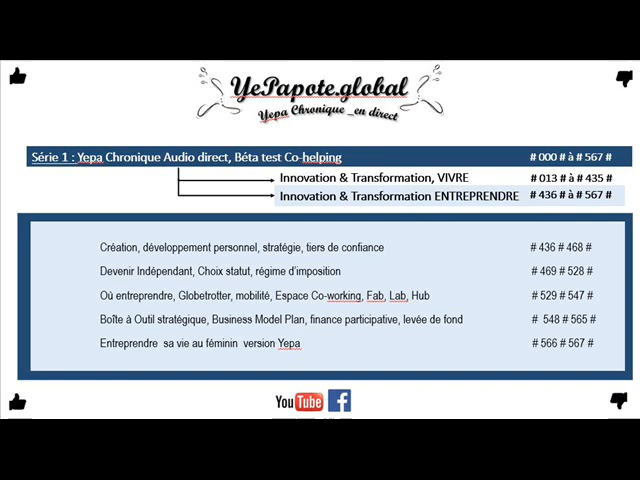 YePapote.global
Yepa Chronique _en direct
Série 1 : Yepa Chronique Audio direct, Béta test Co-helping # 000 # à # 567 #
Innovation & Transformation, VIVRE # 013 # à # 435 #
Innovation & Transformation ENTREPRENDRE # 436 # à # 567 #
Création, développement personnel, stratégie, tiers de confiance # 436 # 468 #
Devenir Indépendant, Choix statut, régime d'imposition # 469 # 528 #
Où entreprendre, Globetrotter, mobilité, Espace Co-working, Fab, Lab, Hub # 529 # 547 #
Boîte à Outil stratégique, Business Model Plan, finance participative, levée de fond # 548 # 565 #
Entreprendre sa vie au féminin version Yepa # 566 # 567 #
You Tube f